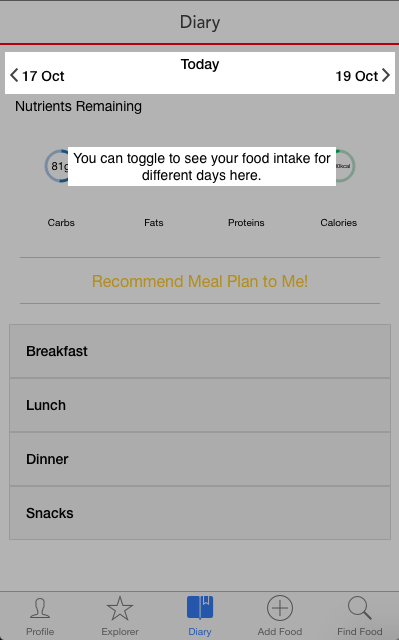 Diary
Today
17 Oct 19 Oct
Nutrients Remaining
81g
You can toggle to see your food intake for
different days here.
Carbs Fats Proteins Calories
Recommend Meal Plan to Me!
Breakfast
Lunch
Dinner
Snacks
Profile Explorer Diary Add Food Find Food